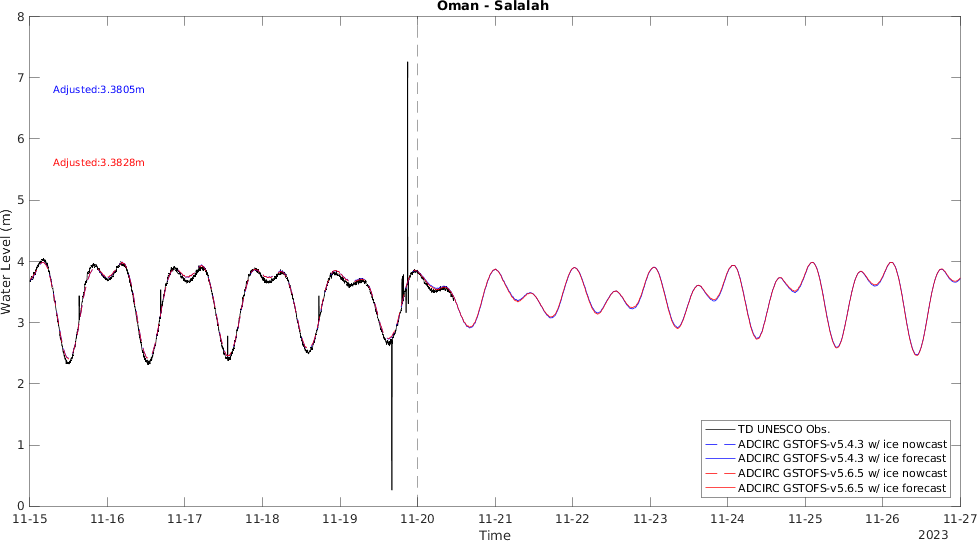 Oman - Salalah
8
7
6
5
4
3
2
1
0
Water Level (m)
Adjusted:3.3805m
Adjusted:3.3828m
TD UNESCO Obs.
ADCIRC GSTOFS-v5.4.3 w/ ice nowcast
ADCIRC GSTOFS-v5.4.3 w/ ice forecast
ADCIRC GSTOFS-v5.6.5 w/ ice nowcast
ADCIRC GSTOFS-v5.6.5 w/ ice forecast
11-15 11-16 11-17 11-18 11-19 11-20 11-21 11-22 11-23 11-24 11-25 11-26 11-27
Time
2023